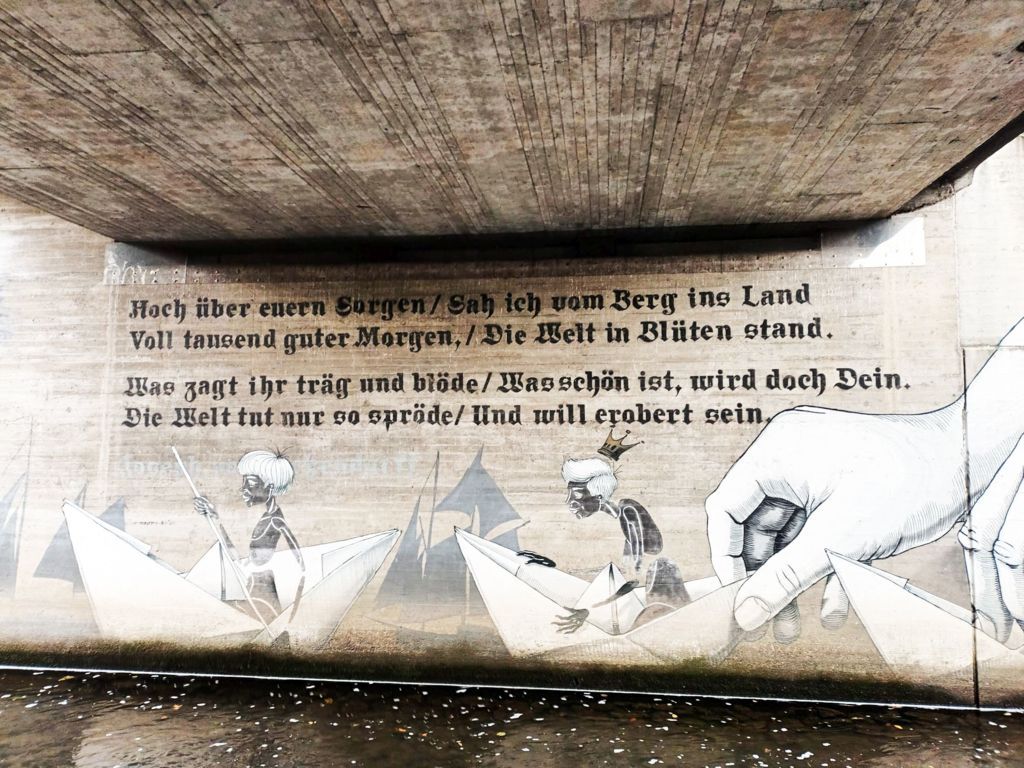 Hoch über euern Sorgen / Sah ich vom Berg ins Land
Voll tausend guter Morgen, / Die Welt in Blüten stand.
Was zagt ihr träg und blöde / Was schön ist, wird doch Dein.
Die Welt tut nur so spröde / Und will erobert sein.